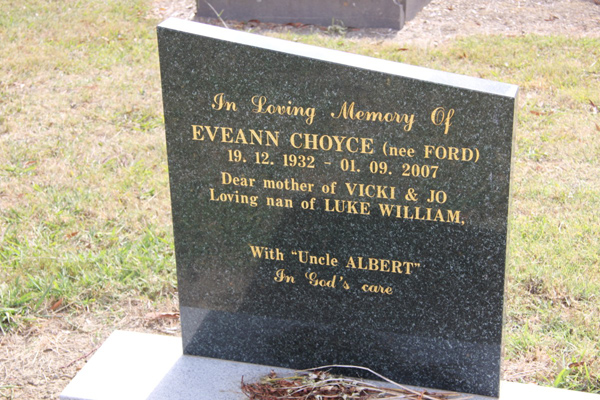 In Loving Memory Of
EVEANN CHOYCE (nee FORD)
19. 12. 1932 - 01. 09. 2007
Dear mother of VICKI & JO
Loving nan of LUKE WILLIAM,
With "Uncle ALBERT"
In God's care